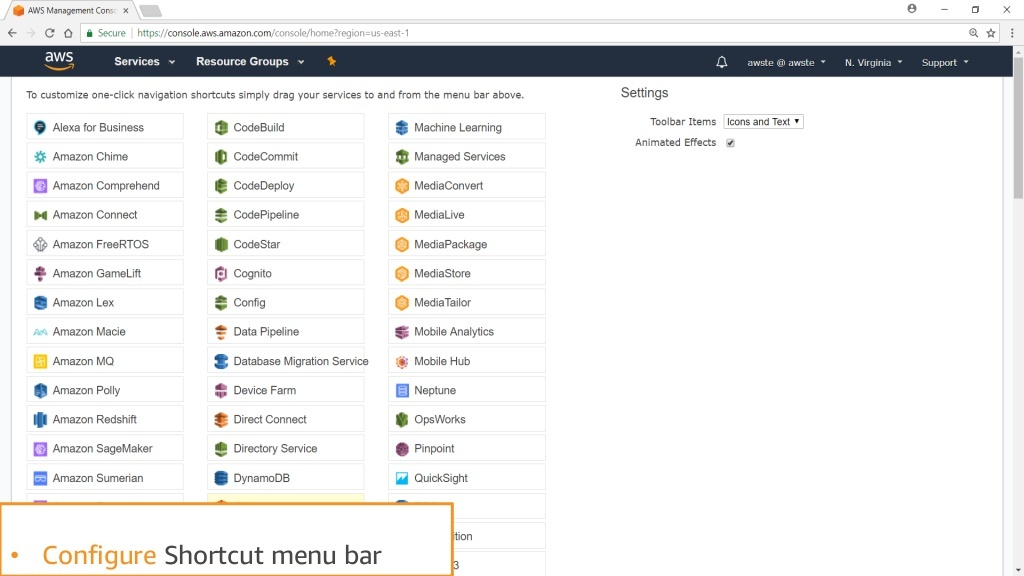 AWS Management Conso
Secure https://console.aws.amazon.com/console/home?region=us-east-1
aws Services Resource Groups awste @ awste N. Virginia Support
To customize one-click navigation shortcuts simply drag your services to and from the menu bar above.
Settings
Toolbar Items Icons and Text
Animated Effects
Alexa for Business CodeBuild Machine Learning
Amazon Chime CodeCommit Managed Services
Amazon Comprehend CodeDeploy MediaConvert
Amazon Connect CodePipeline MediaLive
Amazon FreeRTOS CodeStar MediaPackage
Amazon GameLift Cognito MediaStore
Amazon Lex Config MediaTailor
Amazon Macie Data Pipeline Mobile Analytics
Amazon MQ Database Migration Service Mobile Hub
Amazon Polly Device Farm Neptune
Amazon Redshift Direct Connect OpsWorks
Amazon SageMaker Directory Service Pinpoint
Amazon Sumerian DynamoDB QuickSight
tion
3
• Configure Shortcut menu bar